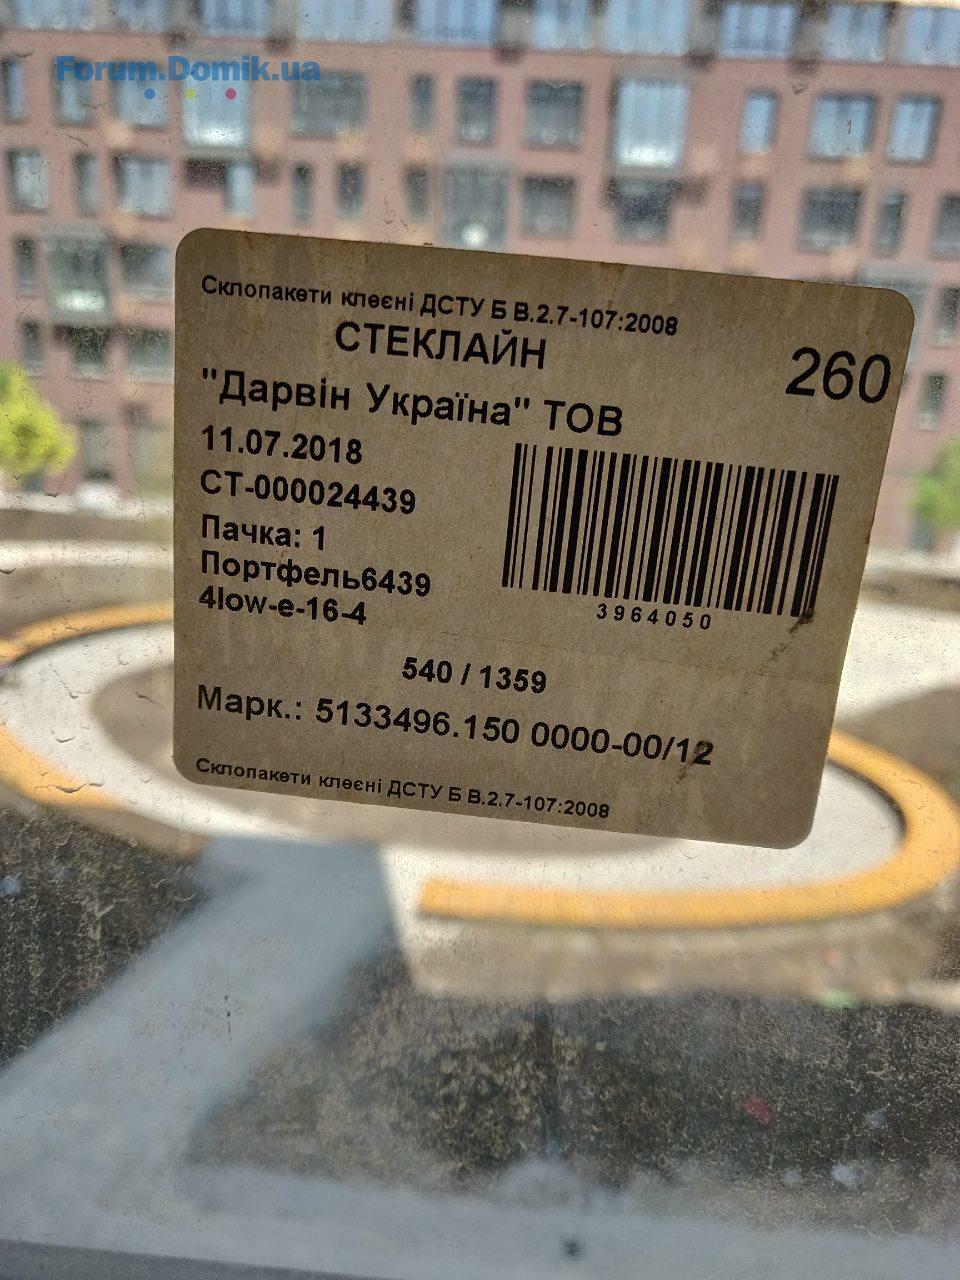 Forum.Domik.ua
Склопакети клеєні ДСТУ Б В.2.7-107:2008
СТЕКЛАЙН
260
"Дарвін Україна" ТОВ
11.07.2018
СТ-000024439
Пачка: 1
Портфель6439
4low-e-16-4
3964050
540 / 1359
Марк.: 5133496.150 0000-00/12
Склопакети клеєні ДСТУ Б В.2.7-107:2008